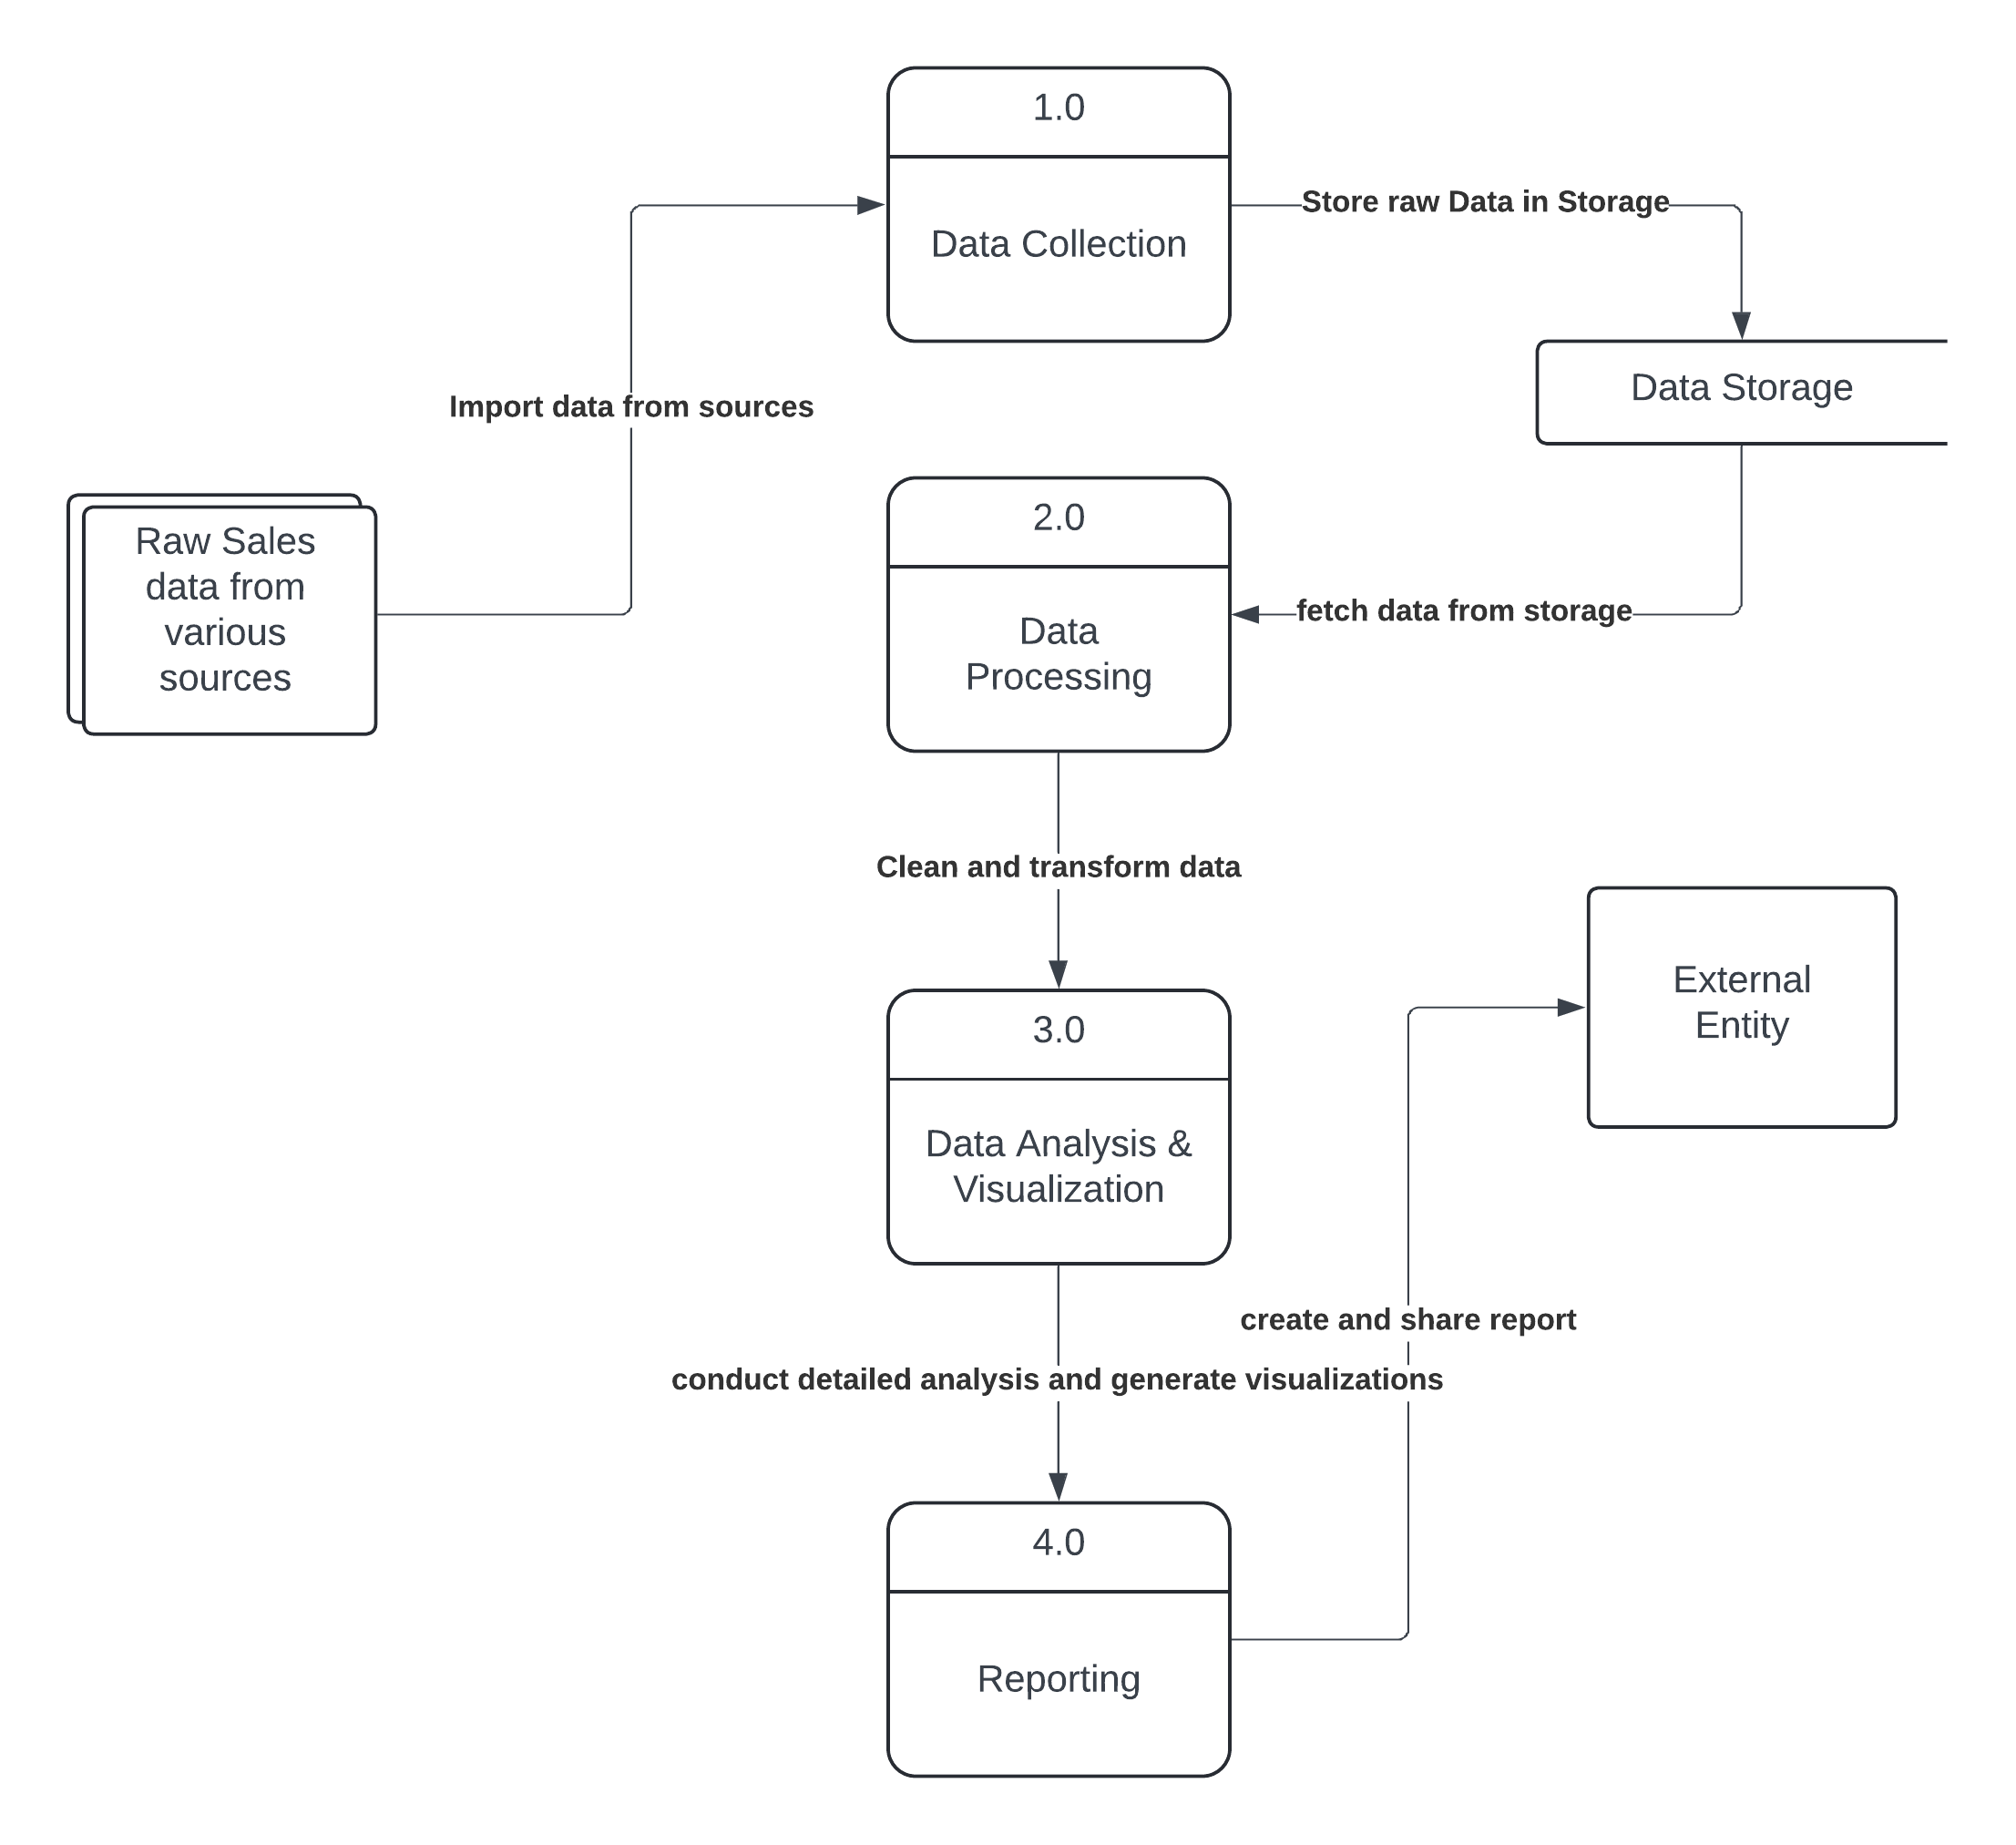 1.0
Data Collection
Store raw Data in Storage
Data Storage
Import data from sources
Raw Sales
data from
various
sources
2.0
Data
Processing
fetch data from storage
Clean and transform data
External
Entity
3.0
Data Analysis &
Visualization
create and share report
conduct detailed analysis and generate visualizations
4.0
Reporting